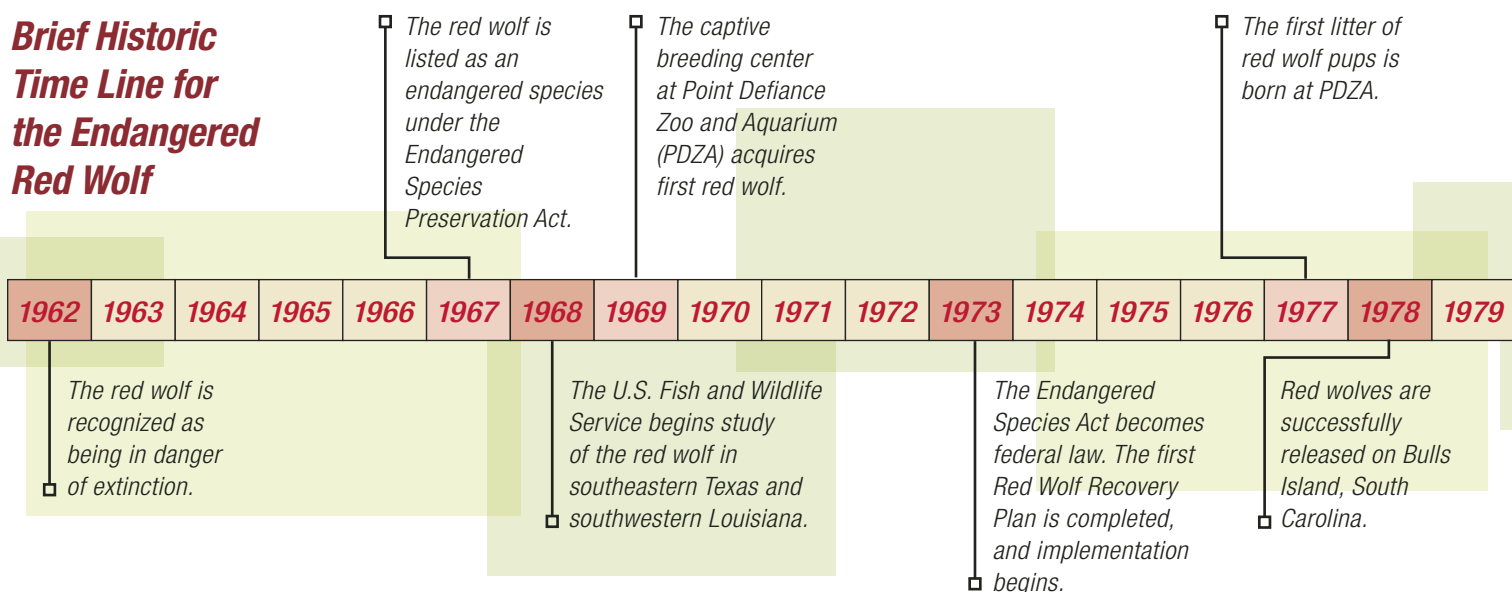 Brief Historic
Time Line for
the Endangered
Red Wolf
The red wolf is
listed as an
endangered species
under the
Endangered
Species
Preservation Act.
The captive
breeding center
at Point Defiance
Zoo and Aquarium
(PDZA) acquires
first red wolf.
The first litter of
red wolf pups is
born at PDZA.
1962 1963 1964 1965 1966 1967 1968 1969 1970 1971 1972 1973 1974 1975 1976 1977 1978 1979
The red wolf is
recognized as
being in danger
of extinction.
The U.S. Fish and Wildlife
Service begins study
of the red wolf in
southeastern Texas and
southwestern Louisiana.
The Endangered
Species Act becomes
federal law. The first
Red Wolf Recovery
Plan is completed,
and implementation
begins.
Red wolves are
successfully
released on Bulls
Island, South
Carolina.